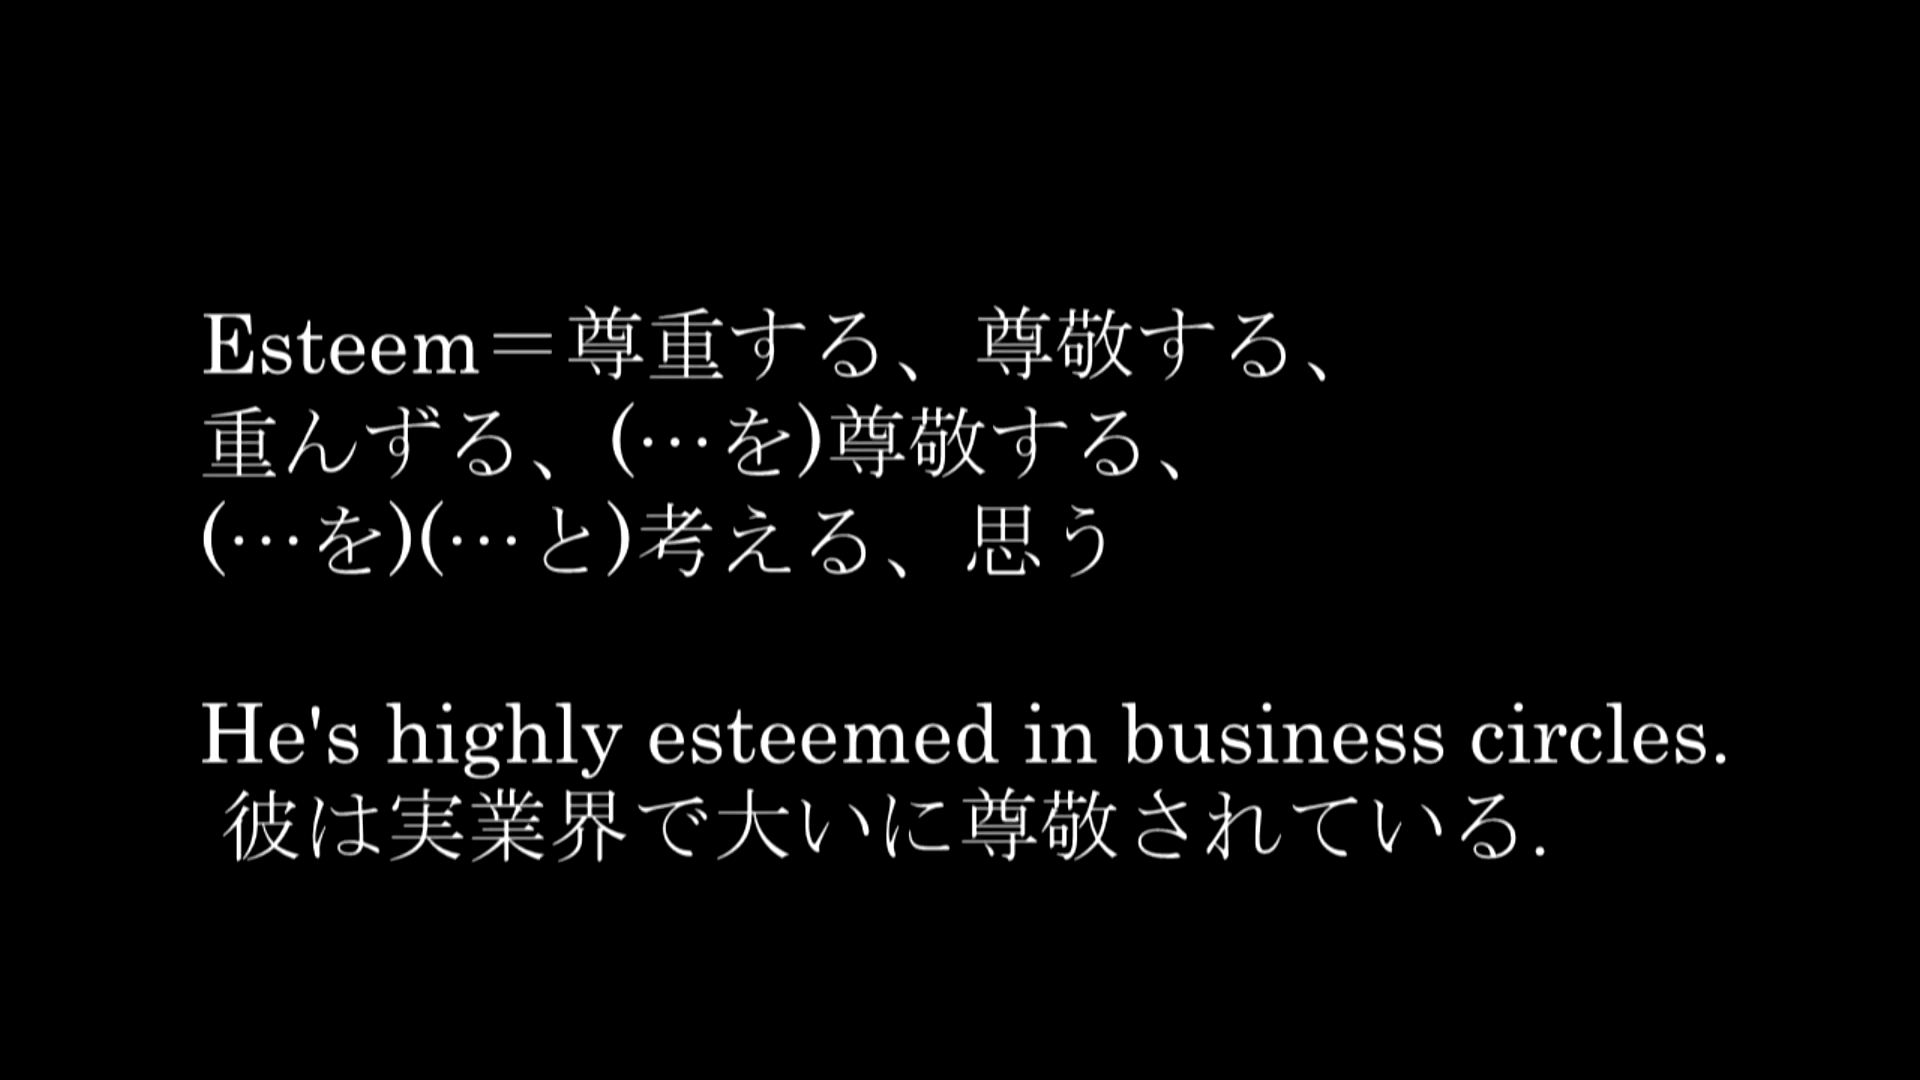 Esteem＝尊重する、尊敬する、
重んずる、(…を)尊敬する、
(…を)(…と)考える、思う
He's highly esteemed in business circles.
彼は実業界で大いに尊敬されている.